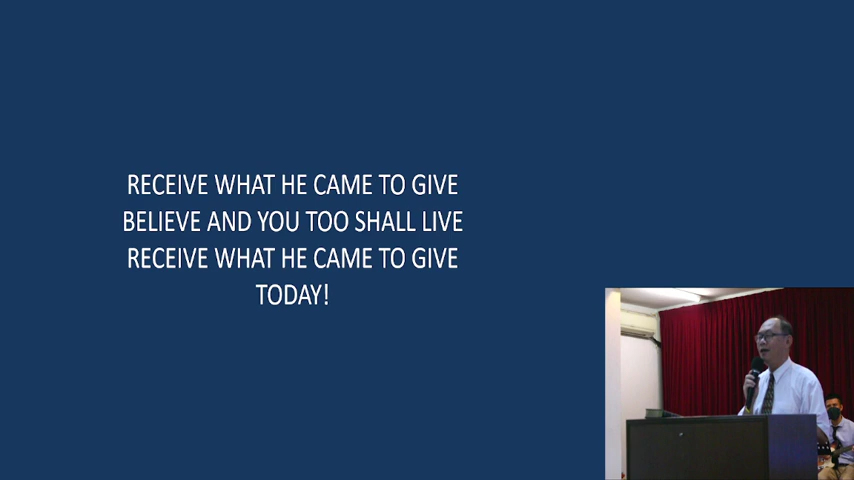 RECEIVE WHAT HE CAME TO GIVE
BELIEVE AND YOU TOO SHALL LIVE
RECEIVE WHAT HE CAME TO GIVE
TODAY!